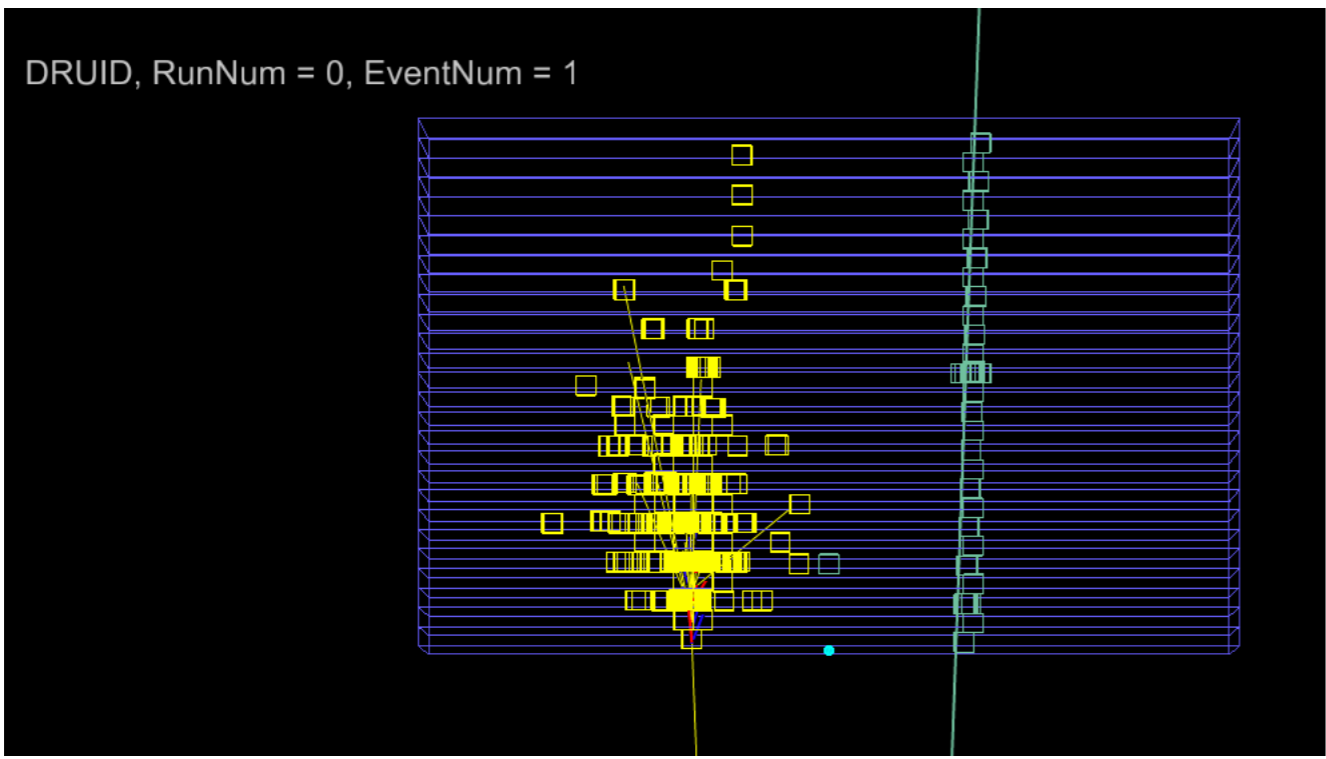 DRUID, RunNum = 0, EventNum = 1